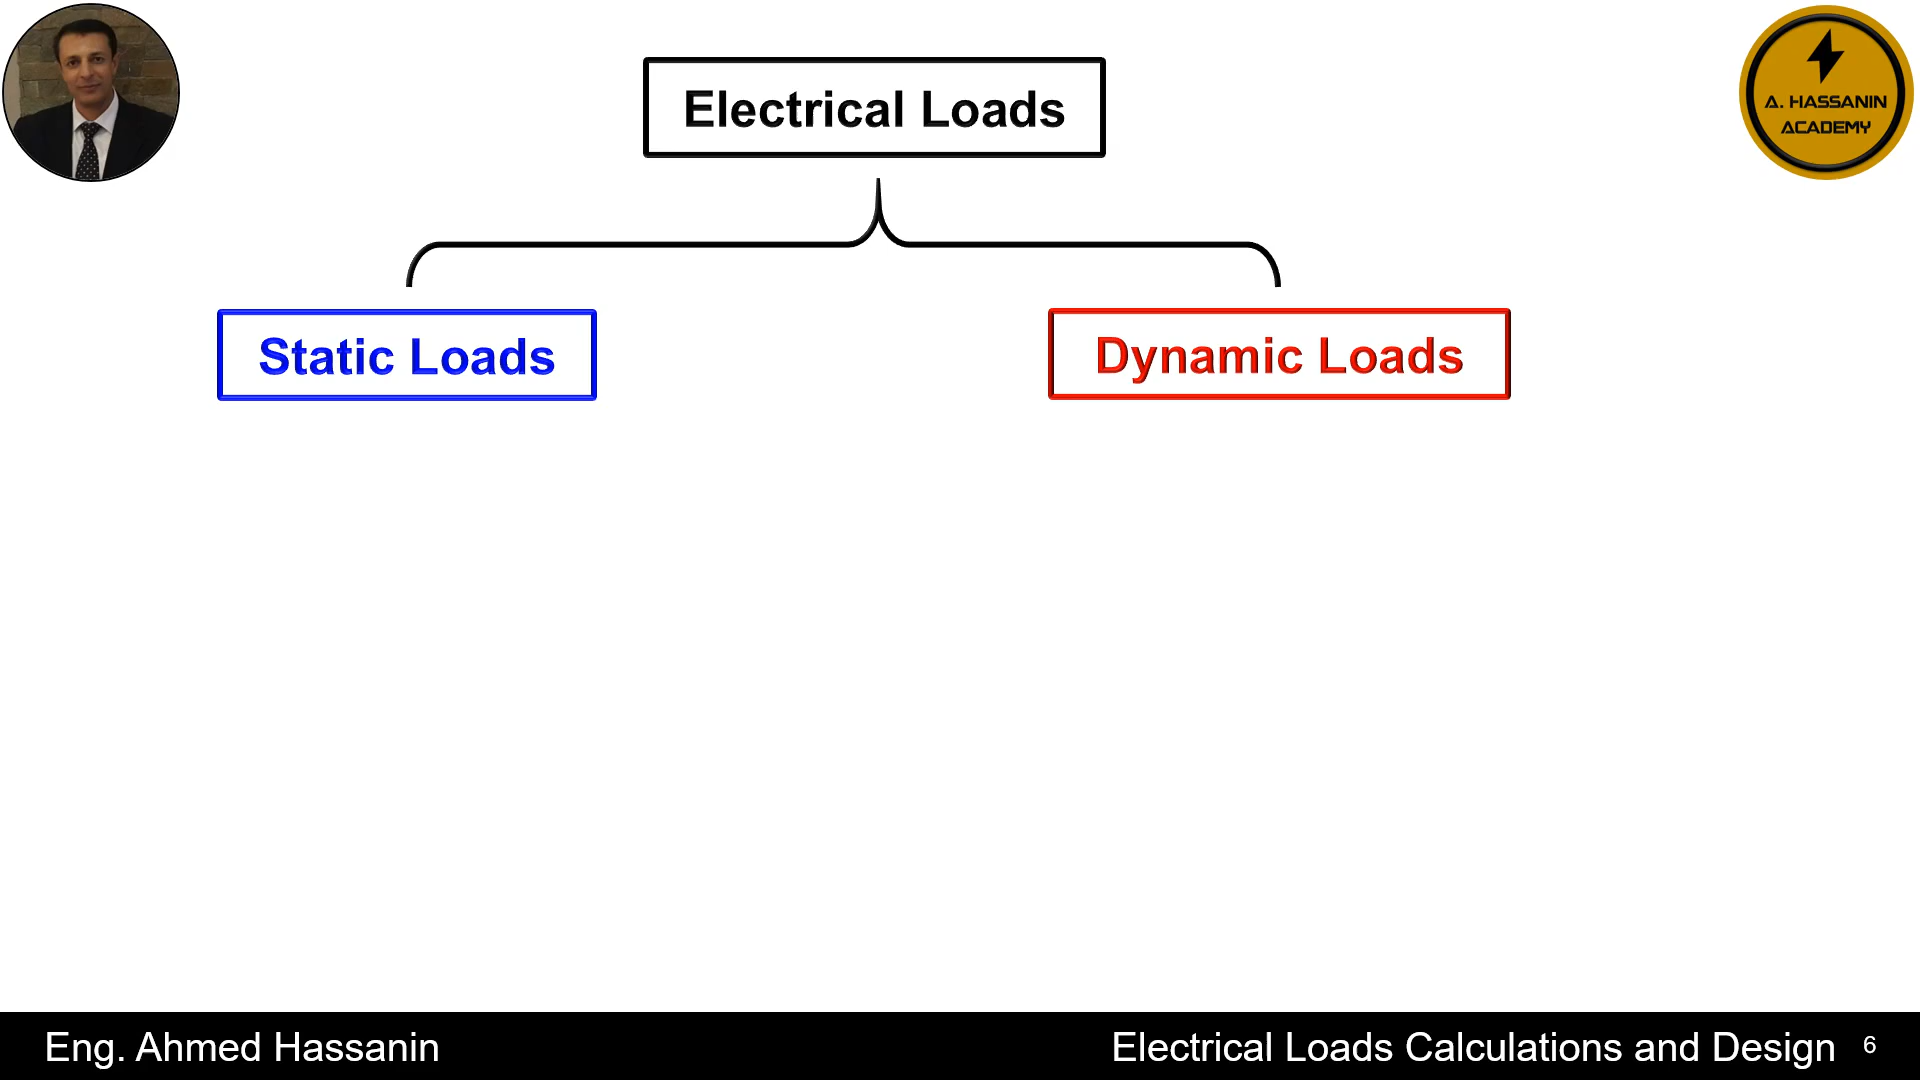 A. HASSANIN
ACADEMY
Electrical Loads
Static Loads
Dynamic Loads
Eng. Ahmed Hassanin
Electrical Loads Calculations and Design 6